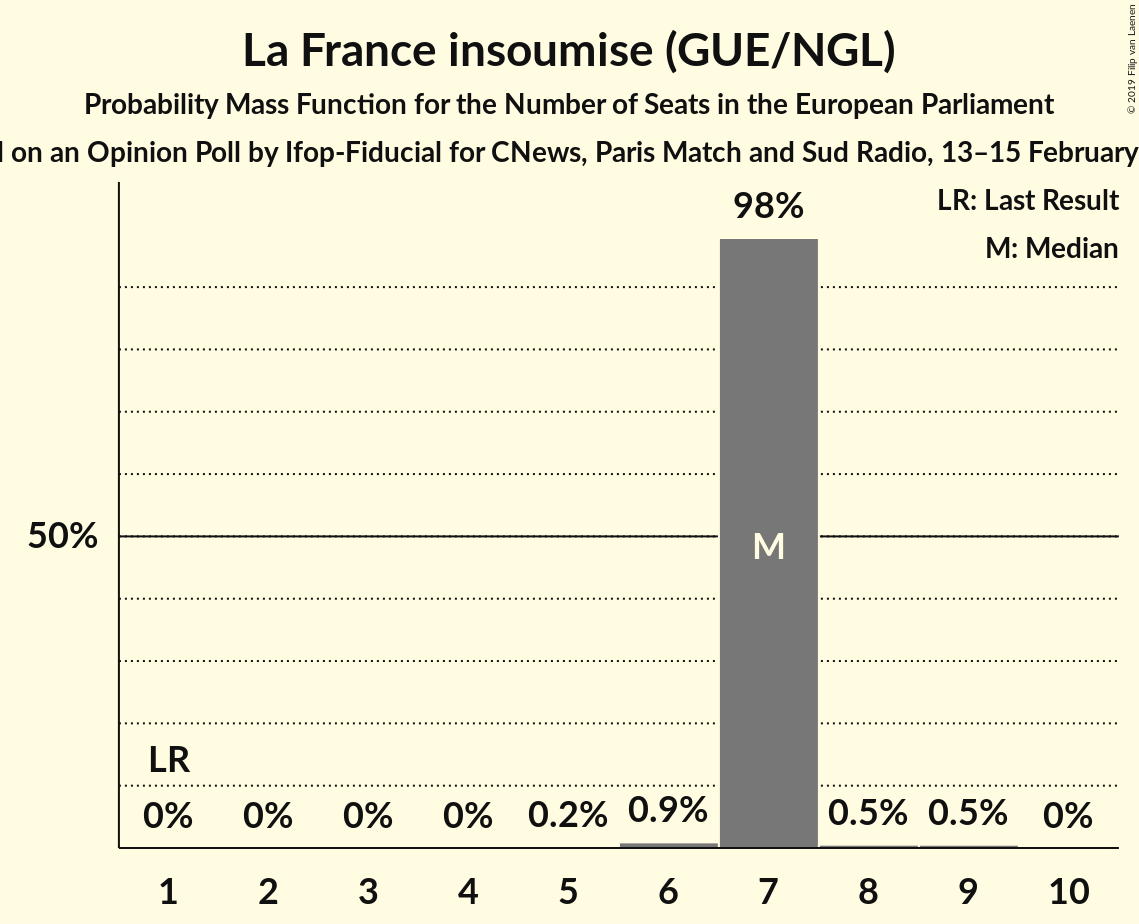 La France insoumise (GUE/NGL)
Probability Mass Function for the Number of Seats in the European Parliament
on an Opinion Poll by Ifop-Fiducial for CNews, Paris Match and Sud Radio, 13–15 February
© 2019 Filip van Laenen
LR: Last Result
M: Median
98%
50%
M
LR
0% 0% 0% 0% 0.2% 0.9% 0.5% 0.5% 0%
1 2 3 4 5 6 7 8 9 10